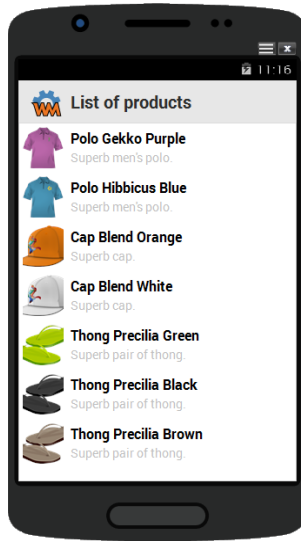 11:16
WM
List of products
Polo Gekko Purple
Superb men's polo.
Polo Hibbicus Blue
Superb men's polo.
Cap Blend Orange
Superb cap.
Cap Blend White
Superb cap.
Thong Precilia Green
Superb pair of thong.
Thong Precilia Black
Superb pair of thong.
Thong Precilia Brown
Superb pair of thong.